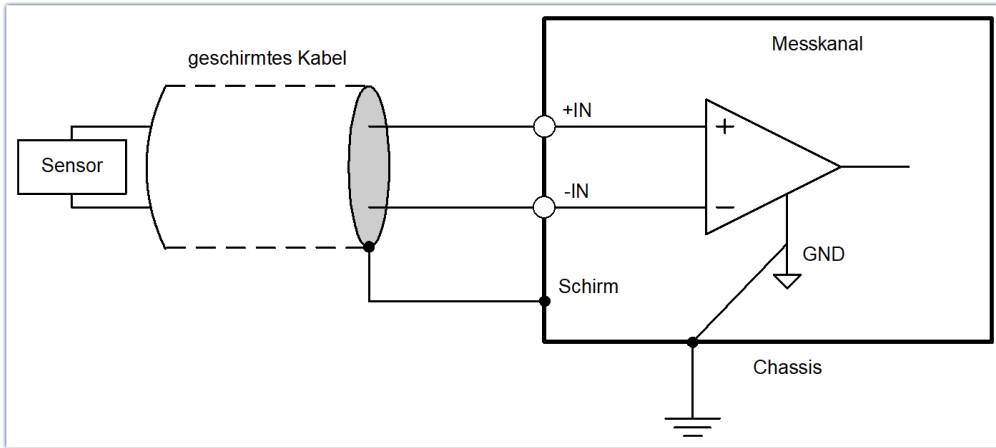 Messkanal
geschirmtes Kabel
+IN
+
Sensor
-IN
−
GND
Schirm
Chassis